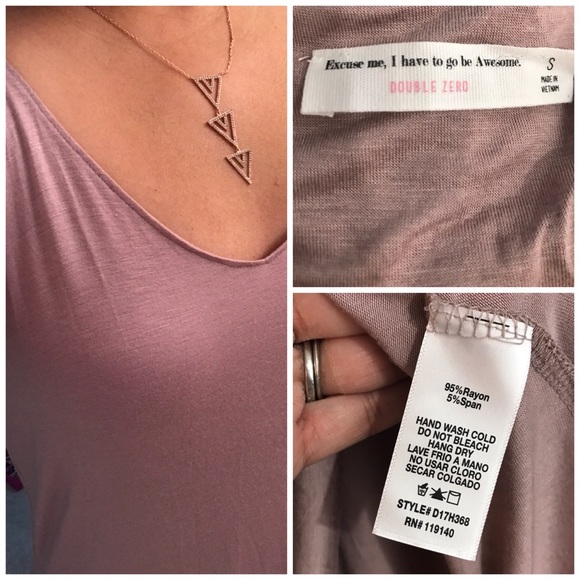 Excuse me, I have to go be Awesome.
DOUBLE ZERO
S
MADE IN
VIETNAM
95%Rayon
5%Span
HAND WASH COLD
DO NOT BLEACH
HANG DRY
LAVE FRIO A MANO
NO USAR CLORO
SECAR COLGADO
STYLE# D17H368
RN# 119140